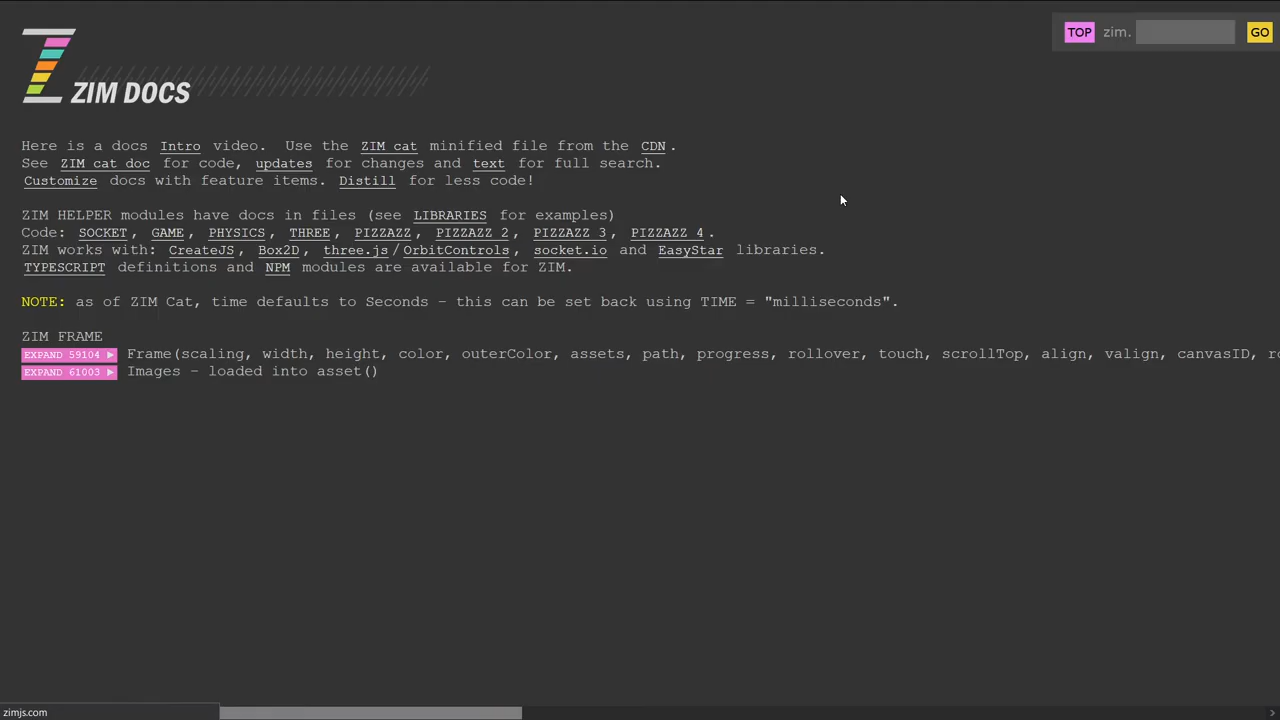 TOP zim. GO
ZIM DOCS
Here is a docs Intro video. Use the ZIM cat minified file from the CDN.
See ZIM cat doc for code, updates for changes and text for full search.
Customize docs with feature items. Distill for less code!
ZIM HELPER modules have docs in files (see LIBRARIES for examples)
Code: SOCKET, GAME, PHYSICS, THREE, PIZZAZZ, PIZZAZZ 2, PIZZAZZ 3, PIZZAZZ 4.
ZIM works with: CreateJS, Box2D, three.js/OrbitControls, socket.io and EasyStar libraries.
TYPESCRIPT definitions and NPM modules are available for ZIM.
NOTE: as of ZIM Cat, time defaults to Seconds - this can be set back using TIME = "milliseconds".
ZIM FRAME
EXPAND 59104 ▶ Frame(scaling, width, height, color, outerColor, assets, path, progress, rollover, touch, scrollTop, align, valign, canvasID, ro
EXPAND 61003 ▶ Images - loaded into asset()
zimjs.com